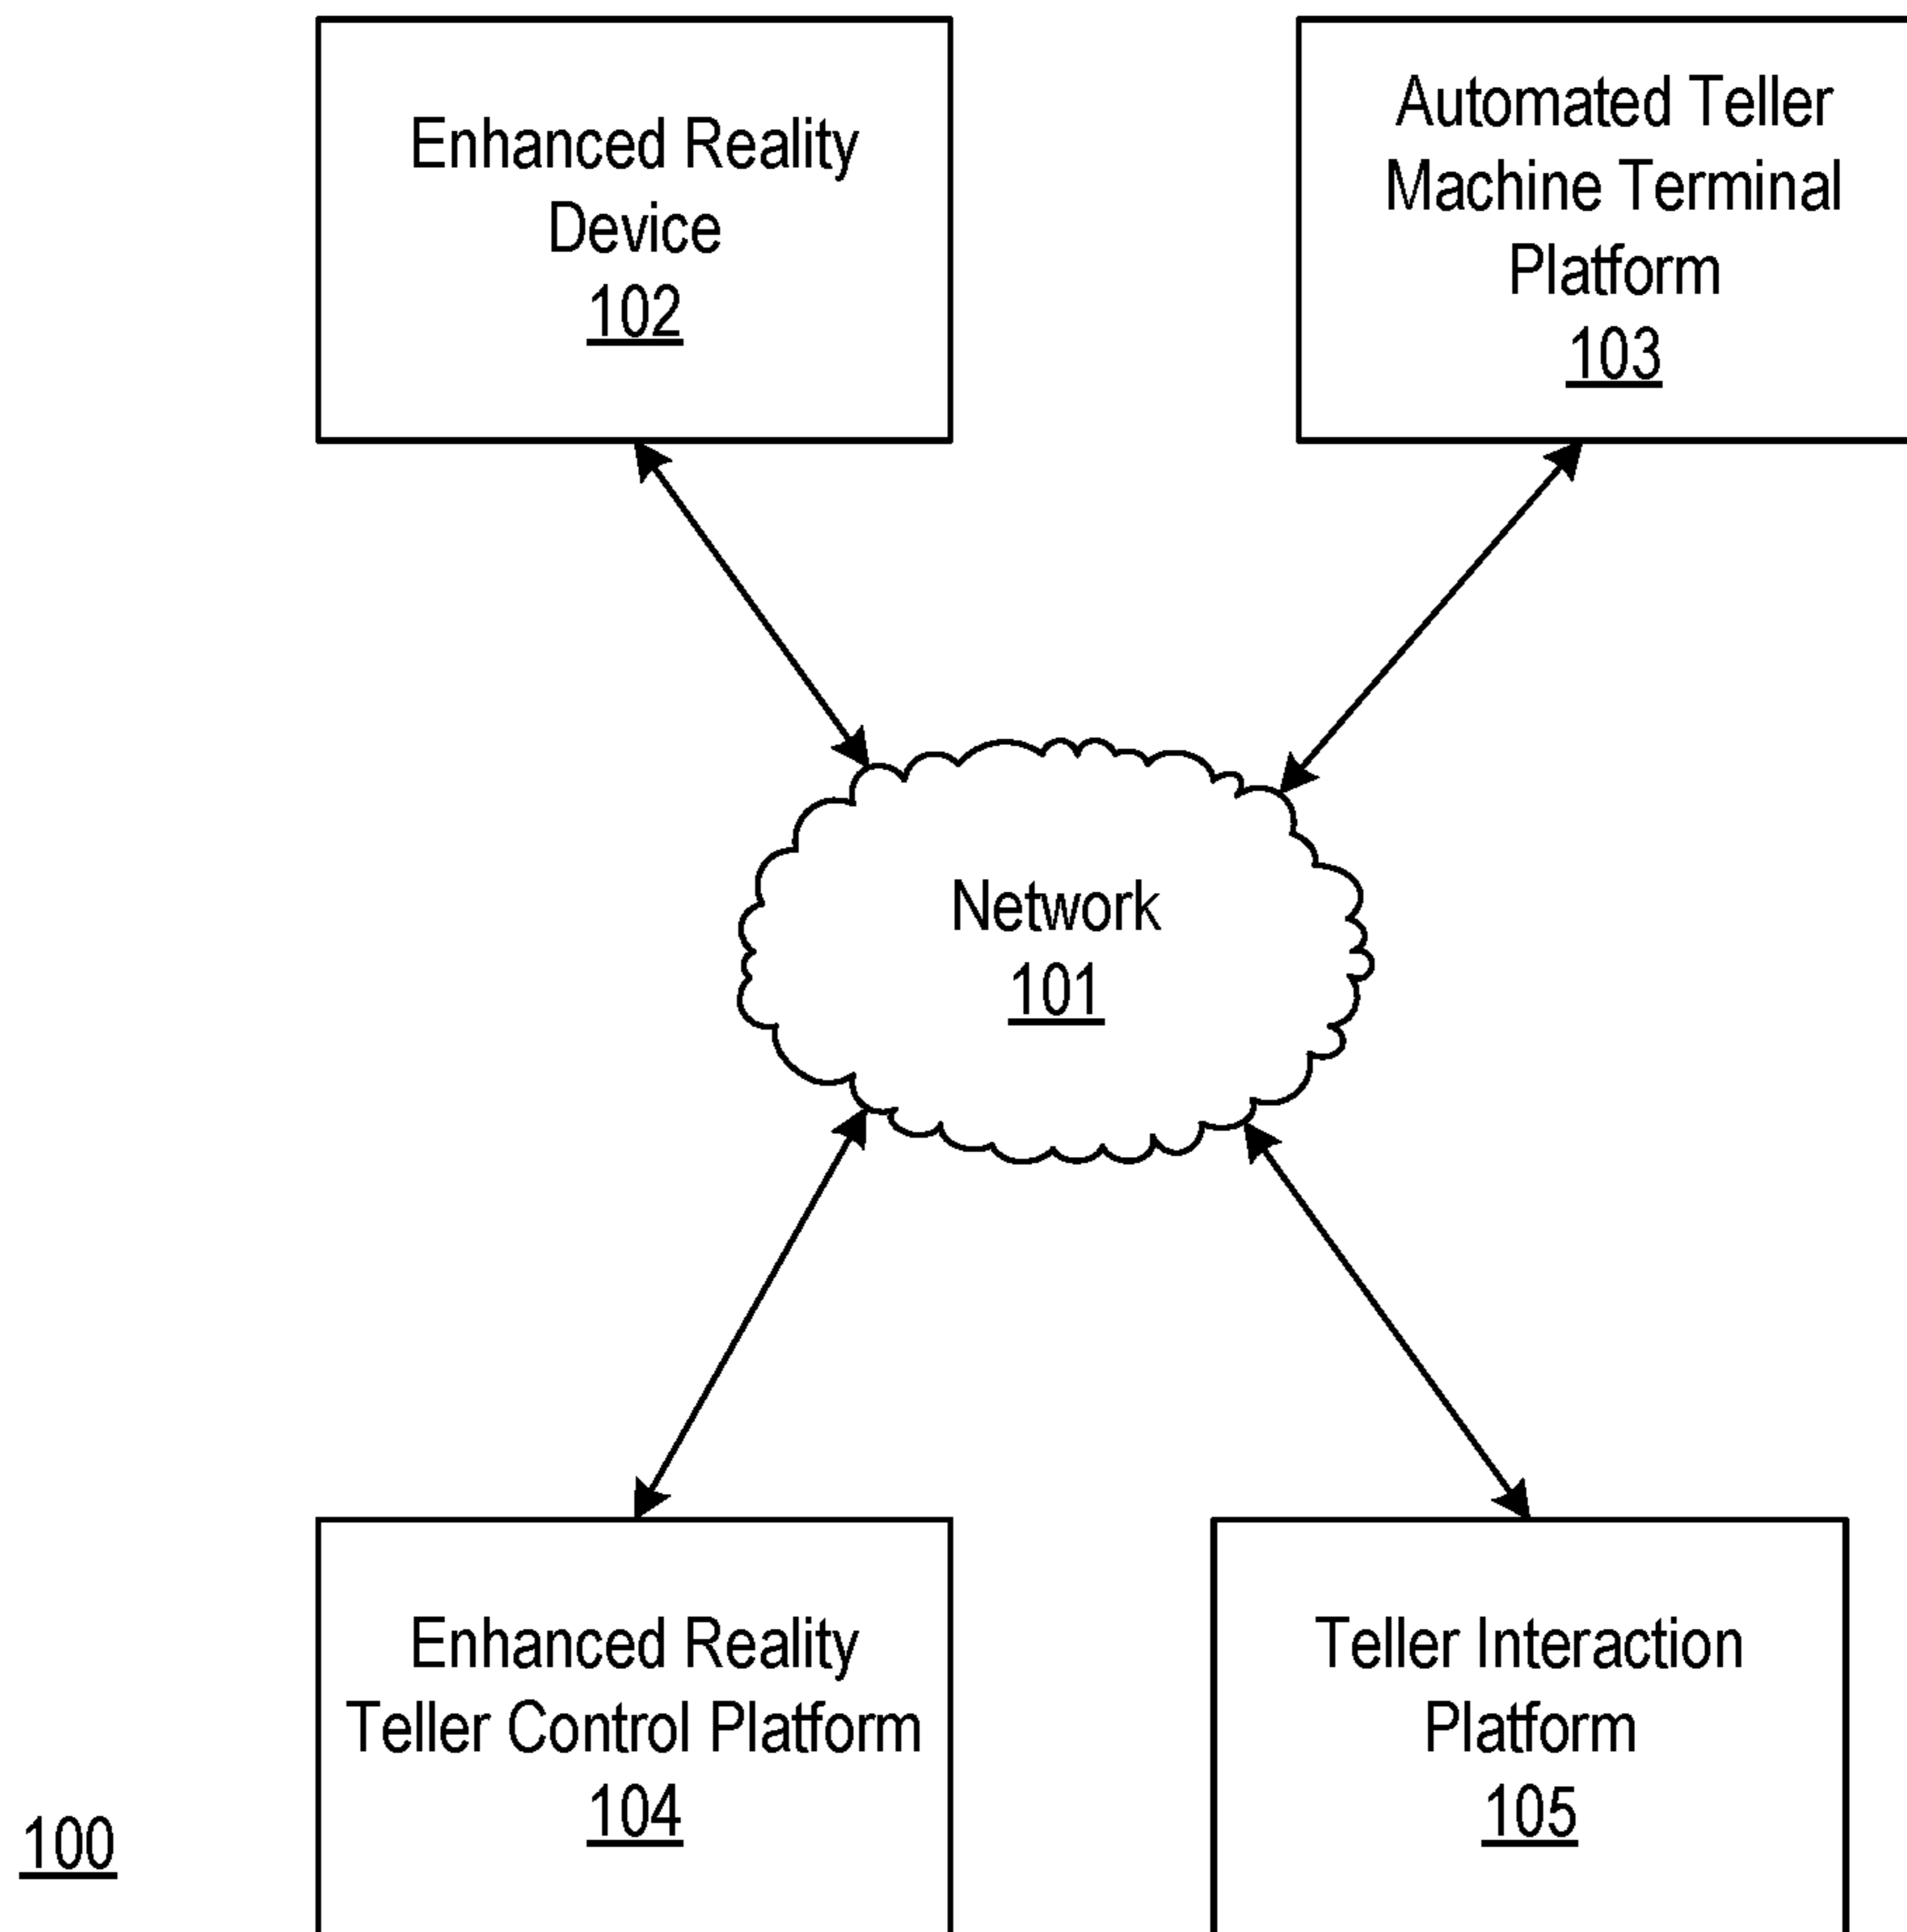 Enhanced Reality
Device
102
Automated Teller
Machine Terminal
Platform
103
Network
101
Enhanced Reality
Teller Control Platform
104
Teller Interaction
Platform
105
100